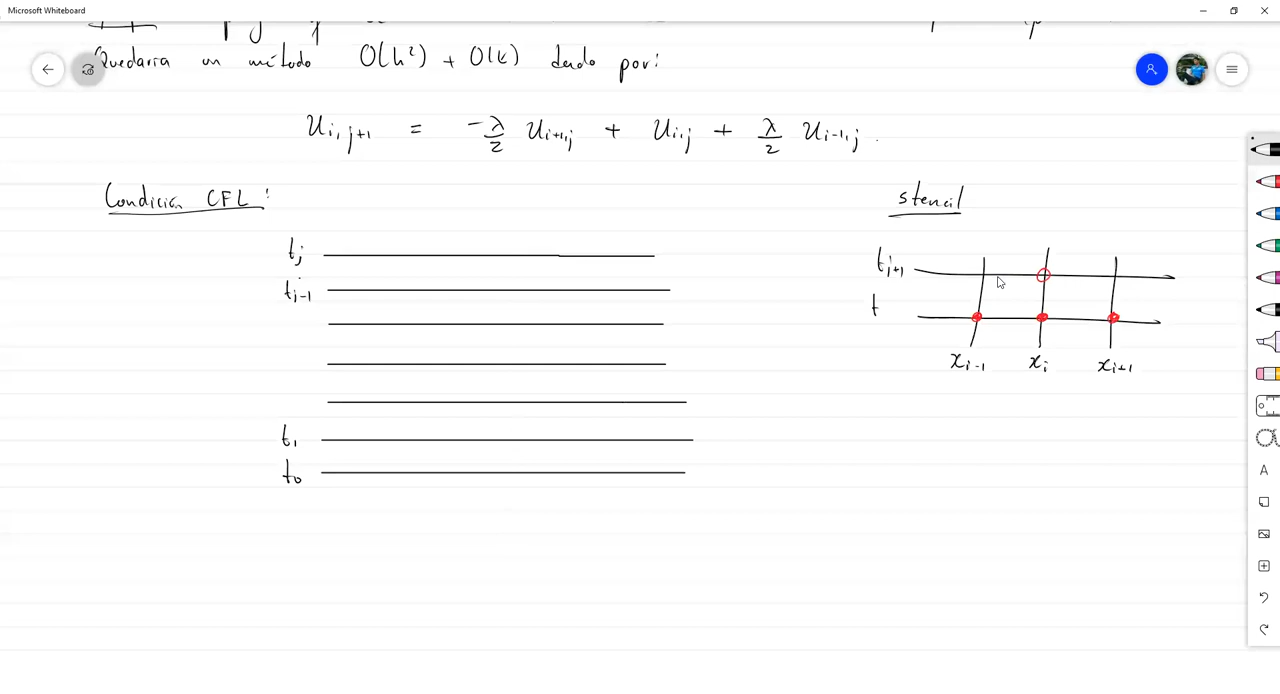 Microsoft Whiteboard
Quedaría un método O(h²) + O(k) dado por:
u_{i,j+1} = -λ/2 u_{i+1,j} + u_{i,j} + λ/2 u_{i-1,j}.
Condición CFL:
stencil
t_j
t_{j-1}
t_1
t_0
t_{j+1}
t
x_{i-1} x_i x_{i+1}
A